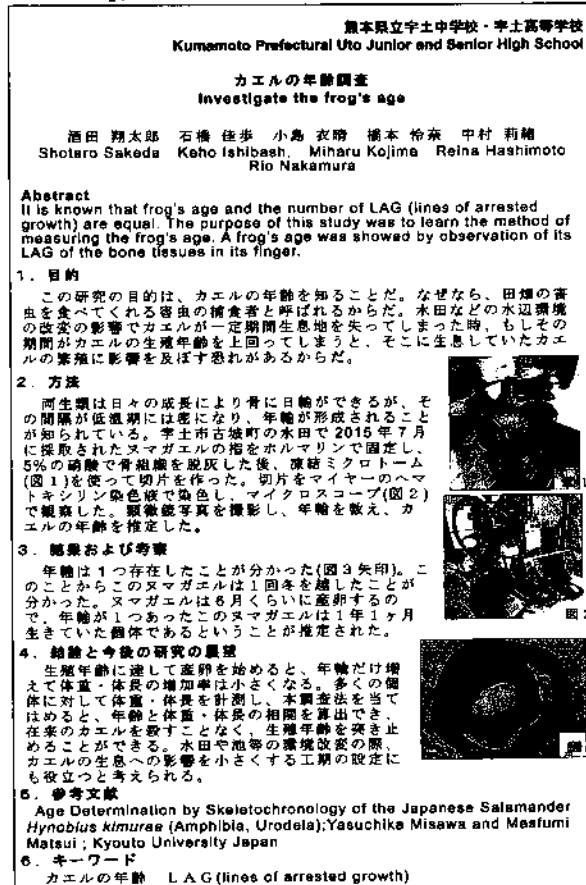 熊本県立宇土中学校・宇土高等学校
Kumamoto Prefectural Uto Junior and Senior High School
カエルの年齢調査
Investigate the frog's age
酒田 翔太郎 石橋 佳歩 小島 衣晴 橋本 怜奈 中村 莉緒
Shotaro Sakeda Keho Ishibash, Miharu Kojima Reina Hashimoto
Rio Nakamura
Abstract
It is known that frog's age and the number of LAG (lines of arrested
growth) are equal. The purpose of this study was to learn the method of
measuring the frog's age. A frog's age was showed by observation of its
LAG of the bone tissues in its finger.
1. 目的
この研究の目的は、カエルの年齢を知ることだ。なぜなら、田畑の害
虫を食べてくれる害虫の捕食者と呼ばれるからだ。水田などの水辺環境
の改変の影響でカエルが一定期間生息地を失ってしまった時、もしその
期間がカエルの生殖年齢を上回ってしまうと、そこに生息していたカエ
ルの繁殖に影響を及ぼす恐れがあるからだ。
2. 方法
両生類は日々の成長により骨に日輪ができるが、そ
の間隔が低温期には密になり、年輪が形成されること
が知られている。宇土市古城町の水田で2015年7月
に採取されたヌマガエルの指をホルマリンで固定し、
5%の硝酸で骨組織を脱灰した後、凍結ミクロトーム
(図1)を使って切片を作った。切片をマイヤーのヘマ
トキシリン染色液で染色し、マイクロスコープ(図2)
で観察した。顕微鏡写真を撮影し、年輪を数え、カ
エルの年齢を推定した。
3. 結果および考察
年輪は1つ存在したことが分かった(図3矢印)。こ
のことからこのヌマガエルは1回冬を越したことが
分かった。ヌマガエルは6月くらいに産卵するの
で、年輪が1つあったこのヌマガエルは1年1ヶ月
生きていた個体であるということが推定された。
図2
4. 結論と今後の研究の展望
生殖年齢に達して産卵を始めると、年輪だけ増
えて体重・体長の増加率は小さくなる。多くの個
体に対して体重・体長を計測し、本調査法を当て
はめると、年齢と体重・体長の相関を算出でき、
在来のカエルを殺すことなく、生殖年齢を突き止
めることができる。水田や池等の環境改変の際、
カエルの生息への影響を小さくする工期の設定に
も役立つと考えられる。
5. 参考文献
Age Determination by Skeletochronology of the Japanese Salamander
Hynobius kimurae (Amphibia, Urodela);Yasuchika Misawa and Masfumi
Matsui ; Kyouto University Japan
6. キーワード
カエルの年齢 LAG(lines of arrested growth)